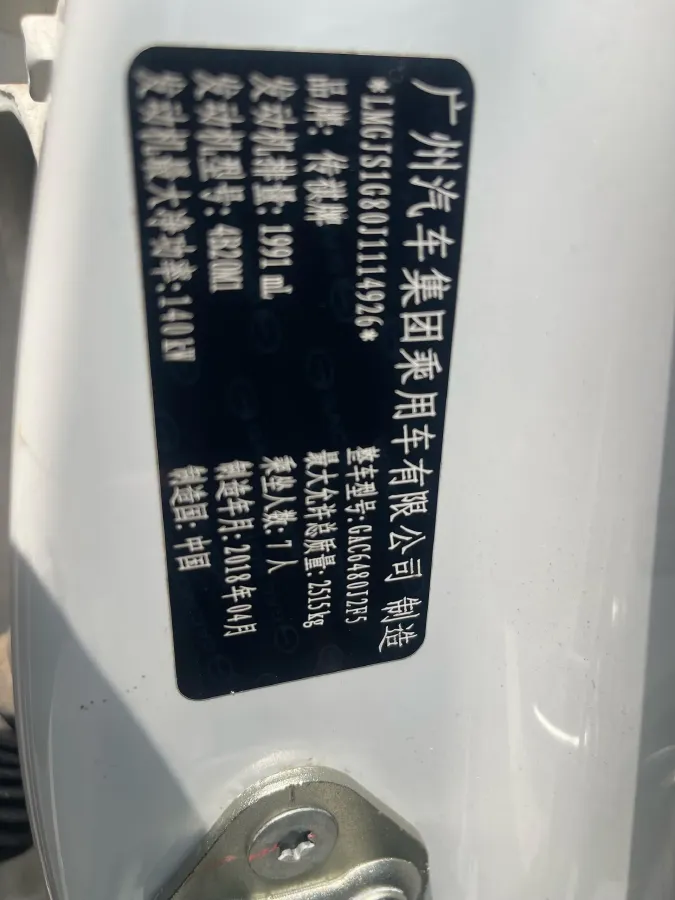 广州汽车集团乘用车有限公司 制造
*LMGJS1G80J1114926*
整车型号:GAC6480J2F5
品牌: 传祺牌
最大允许总质量:2515kg
发动机排量: 1991 mL
乘坐人数: 7人
发动机型号: 4B20M1
制造年月: 2018年04月
发动机最大净功率:140kW
制造国: 中国